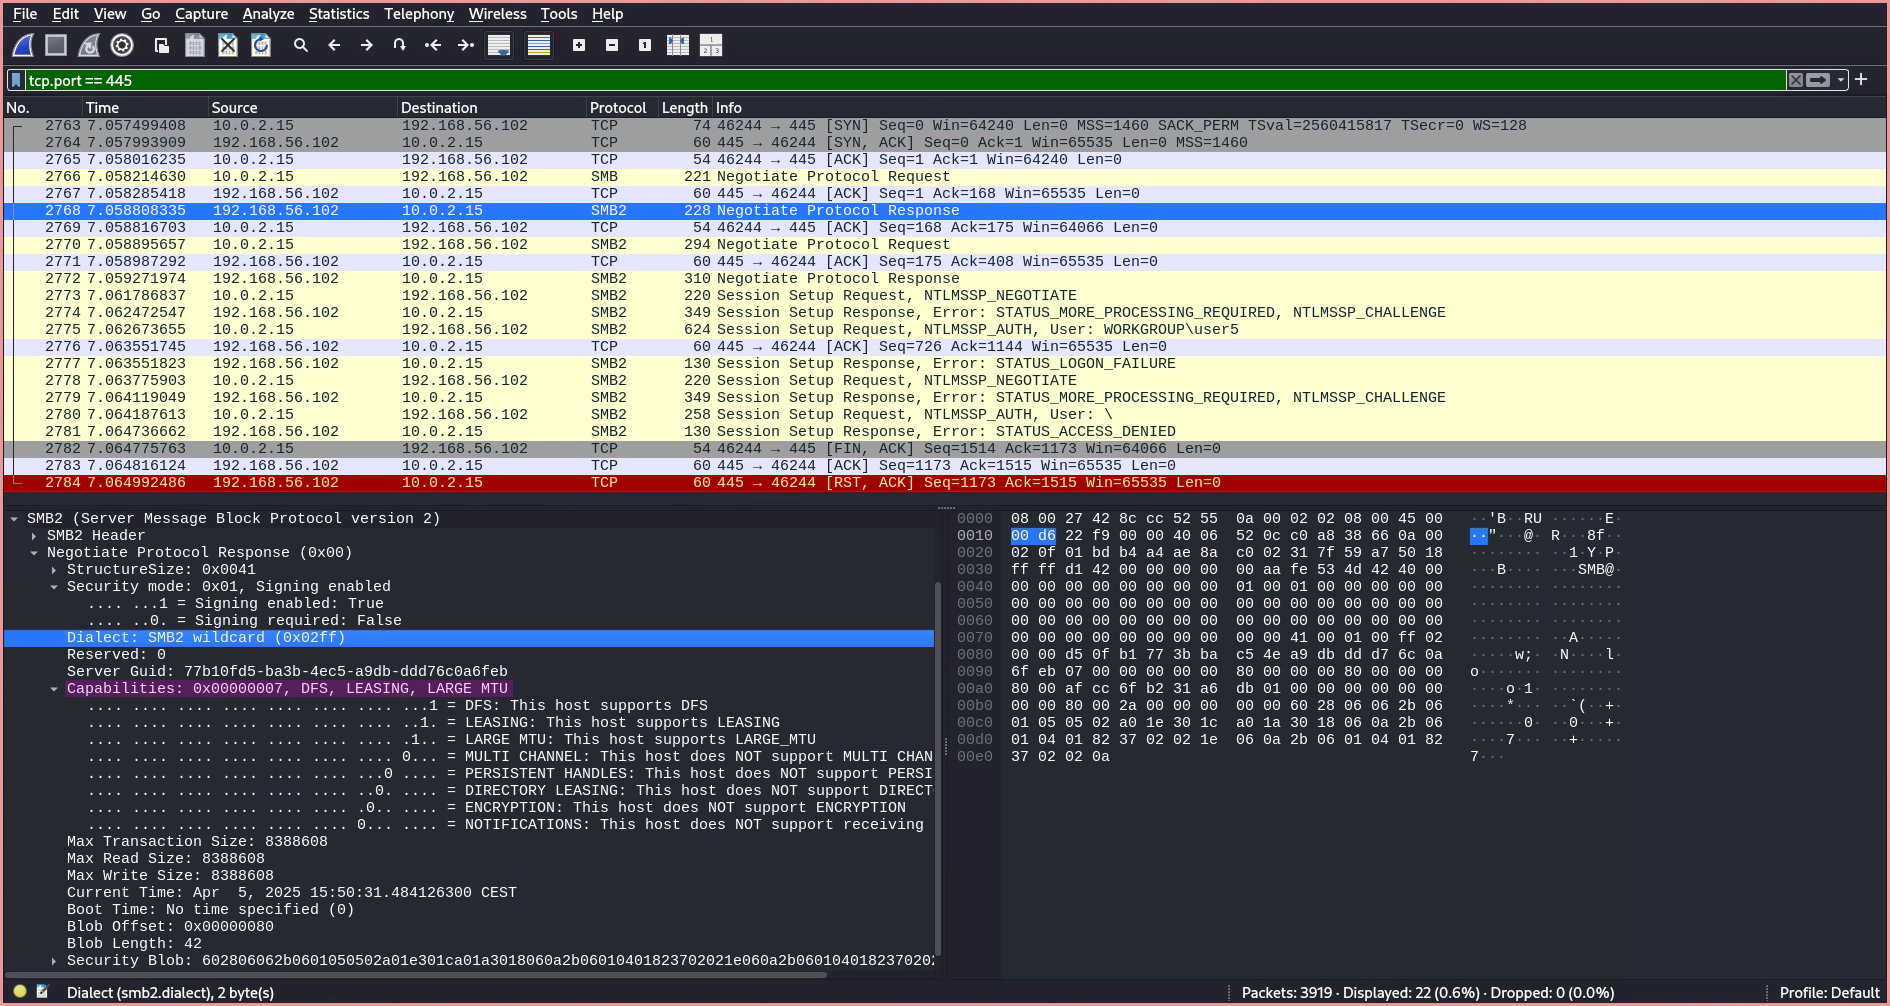 File Edit View Go Capture Analyze Statistics Telephony Wireless Tools Help
tcp.port == 445
No. Time Source Destination Protocol Length Info
2763 7.057499408 10.0.2.15 192.168.56.102 TCP 74 46244 → 445 [SYN] Seq=0 Win=64240 Len=0 MSS=1460 SACK_PERM TSval=2560415817 TSecr=0 WS=128
2764 7.057993909 192.168.56.102 10.0.2.15 TCP 60 445 → 46244 [SYN, ACK] Seq=0 Ack=1 Win=65535 Len=0 MSS=1460
2765 7.058016235 10.0.2.15 192.168.56.102 TCP 54 46244 → 445 [ACK] Seq=1 Ack=1 Win=64240 Len=0
2766 7.058214630 10.0.2.15 192.168.56.102 SMB 221 Negotiate Protocol Request
2767 7.058285418 192.168.56.102 10.0.2.15 TCP 60 445 → 46244 [ACK] Seq=1 Ack=168 Win=65535 Len=0
2768 7.058808335 192.168.56.102 10.0.2.15 SMB2 228 Negotiate Protocol Response
2769 7.058816703 10.0.2.15 192.168.56.102 TCP 54 46244 → 445 [ACK] Seq=168 Ack=175 Win=64066 Len=0
2770 7.058895657 10.0.2.15 192.168.56.102 SMB2 294 Negotiate Protocol Request
2771 7.058987292 192.168.56.102 10.0.2.15 TCP 60 445 → 46244 [ACK] Seq=175 Ack=408 Win=65535 Len=0
2772 7.059271974 192.168.56.102 10.0.2.15 SMB2 310 Negotiate Protocol Response
2773 7.061786837 10.0.2.15 192.168.56.102 SMB2 220 Session Setup Request, NTLMSSP_NEGOTIATE
2774 7.062472547 192.168.56.102 10.0.2.15 SMB2 349 Session Setup Response, Error: STATUS_MORE_PROCESSING_REQUIRED, NTLMSSP_CHALLENGE
2775 7.062673655 10.0.2.15 192.168.56.102 SMB2 624 Session Setup Request, NTLMSSP_AUTH, User: WORKGROUP\user5
2776 7.063551745 192.168.56.102 10.0.2.15 TCP 60 445 → 46244 [ACK] Seq=726 Ack=1144 Win=65535 Len=0
2777 7.063551823 192.168.56.102 10.0.2.15 SMB2 130 Session Setup Response, Error: STATUS_LOGON_FAILURE
2778 7.063775903 10.0.2.15 192.168.56.102 SMB2 220 Session Setup Request, NTLMSSP_NEGOTIATE
2779 7.064119049 192.168.56.102 10.0.2.15 SMB2 349 Session Setup Response, Error: STATUS_MORE_PROCESSING_REQUIRED, NTLMSSP_CHALLENGE
2780 7.064187613 10.0.2.15 192.168.56.102 SMB2 258 Session Setup Request, NTLMSSP_AUTH, User: \
2781 7.064736662 192.168.56.102 10.0.2.15 SMB2 130 Session Setup Response, Error: STATUS_ACCESS_DENIED
2782 7.064775763 10.0.2.15 192.168.56.102 TCP 54 46244 → 445 [FIN, ACK] Seq=1514 Ack=1173 Win=64066 Len=0
2783 7.064816124 192.168.56.102 10.0.2.15 TCP 60 445 → 46244 [ACK] Seq=1173 Ack=1515 Win=65535 Len=0
2784 7.064992486 192.168.56.102 10.0.2.15 TCP 60 445 → 46244 [RST, ACK] Seq=1173 Ack=1515 Win=65535 Len=0
SMB2 (Server Message Block Protocol version 2)
SMB2 Header
Negotiate Protocol Response (0x00)
StructureSize: 0x0041
Security mode: 0x01, Signing enabled
.... ...1 = Signing enabled: True
.... ..0. = Signing required: False
Dialect: SMB2 wildcard (0x02ff)
Reserved: 0
Server Guid: 77b10fd5-ba3b-4ec5-a9db-ddd76c0a6feb
Capabilities: 0x00000007, DFS, LEASING, LARGE MTU
.... .... .... .... .... .... .... ...1 = DFS: This host supports DFS
.... .... .... .... .... .... .... ..1. = LEASING: This host supports LEASING
.... .... .... .... .... .... .... .1.. = LARGE MTU: This host supports LARGE_MTU
.... .... .... .... .... .... .... 0... = MULTI CHANNEL: This host does NOT support MULTI CHAN
.... .... .... .... .... .... ...0 .... = PERSISTENT HANDLES: This host does NOT support PERSI
.... .... .... .... .... .... ..0. .... = DIRECTORY LEASING: This host does NOT support DIRECT
.... .... .... .... .... .... .0.. .... = ENCRYPTION: This host does NOT support ENCRYPTION
.... .... .... .... .... .... 0... .... = NOTIFICATIONS: This host does NOT support receiving
Max Transaction Size: 8388608
Max Read Size: 8388608
Max Write Size: 8388608
Current Time: Apr  5, 2025 15:50:31.484126300 CEST
Boot Time: No time specified (0)
Blob Offset: 0x00000080
Blob Length: 42
Security Blob: 602806062b0601050502a01e301ca01a3018060a2b06010401823702021e060a2b060104018237020
0000 08 00 27 42 8c cc 52 55 0a 00 02 02 08 00 45 00 ··'B··RU ······E·
0010 00 d6 22 f9 00 00 40 06 52 0c c0 a8 38 66 0a 00 ··"···@· R···8f··
0020 02 0f 01 bd b4 a4 ae 8a c0 02 31 7f 59 a7 50 18 ········ ··1·Y·P·
0030 ff ff d1 42 00 00 00 00 00 aa fe 53 4d 42 40 00 ···B···· ···SMB@·
0040 00 00 00 00 00 00 00 00 01 00 01 00 00 00 00 00 ········ ········
0050 00 00 00 00 00 00 00 00 00 00 00 00 00 00 00 00 ········ ········
0060 00 00 00 00 00 00 00 00 00 00 00 00 00 00 00 00 ········ ········
0070 00 00 00 00 00 00 00 00 00 00 41 00 01 00 ff 02 ········ ··A·····
0080 00 00 d5 0f b1 77 3b ba c5 4e a9 db dd d7 6c 0a ·····w;· ·N····l·
0090 6f eb 07 00 00 00 00 00 80 00 00 00 80 00 00 00 o······· ········
00a0 80 00 af cc 6f b2 31 a6 db 01 00 00 00 00 00 00 ····o·1· ········
00b0 00 00 80 00 2a 00 00 00 00 00 60 28 06 06 2b 06 ····*··· ··`(··+·
00c0 01 05 05 02 a0 1e 30 1c a0 1a 30 18 06 0a 2b 06 ······0· ··0···+·
00d0 01 04 01 82 37 02 02 1e 06 0a 2b 06 01 04 01 82 ····7··· ··+·····
00e0 37 02 02 0a 7···
Dialect (smb2.dialect), 2 byte(s)
Packets: 3919 · Displayed: 22 (0.6%) · Dropped: 0 (0.0%)
Profile: Default